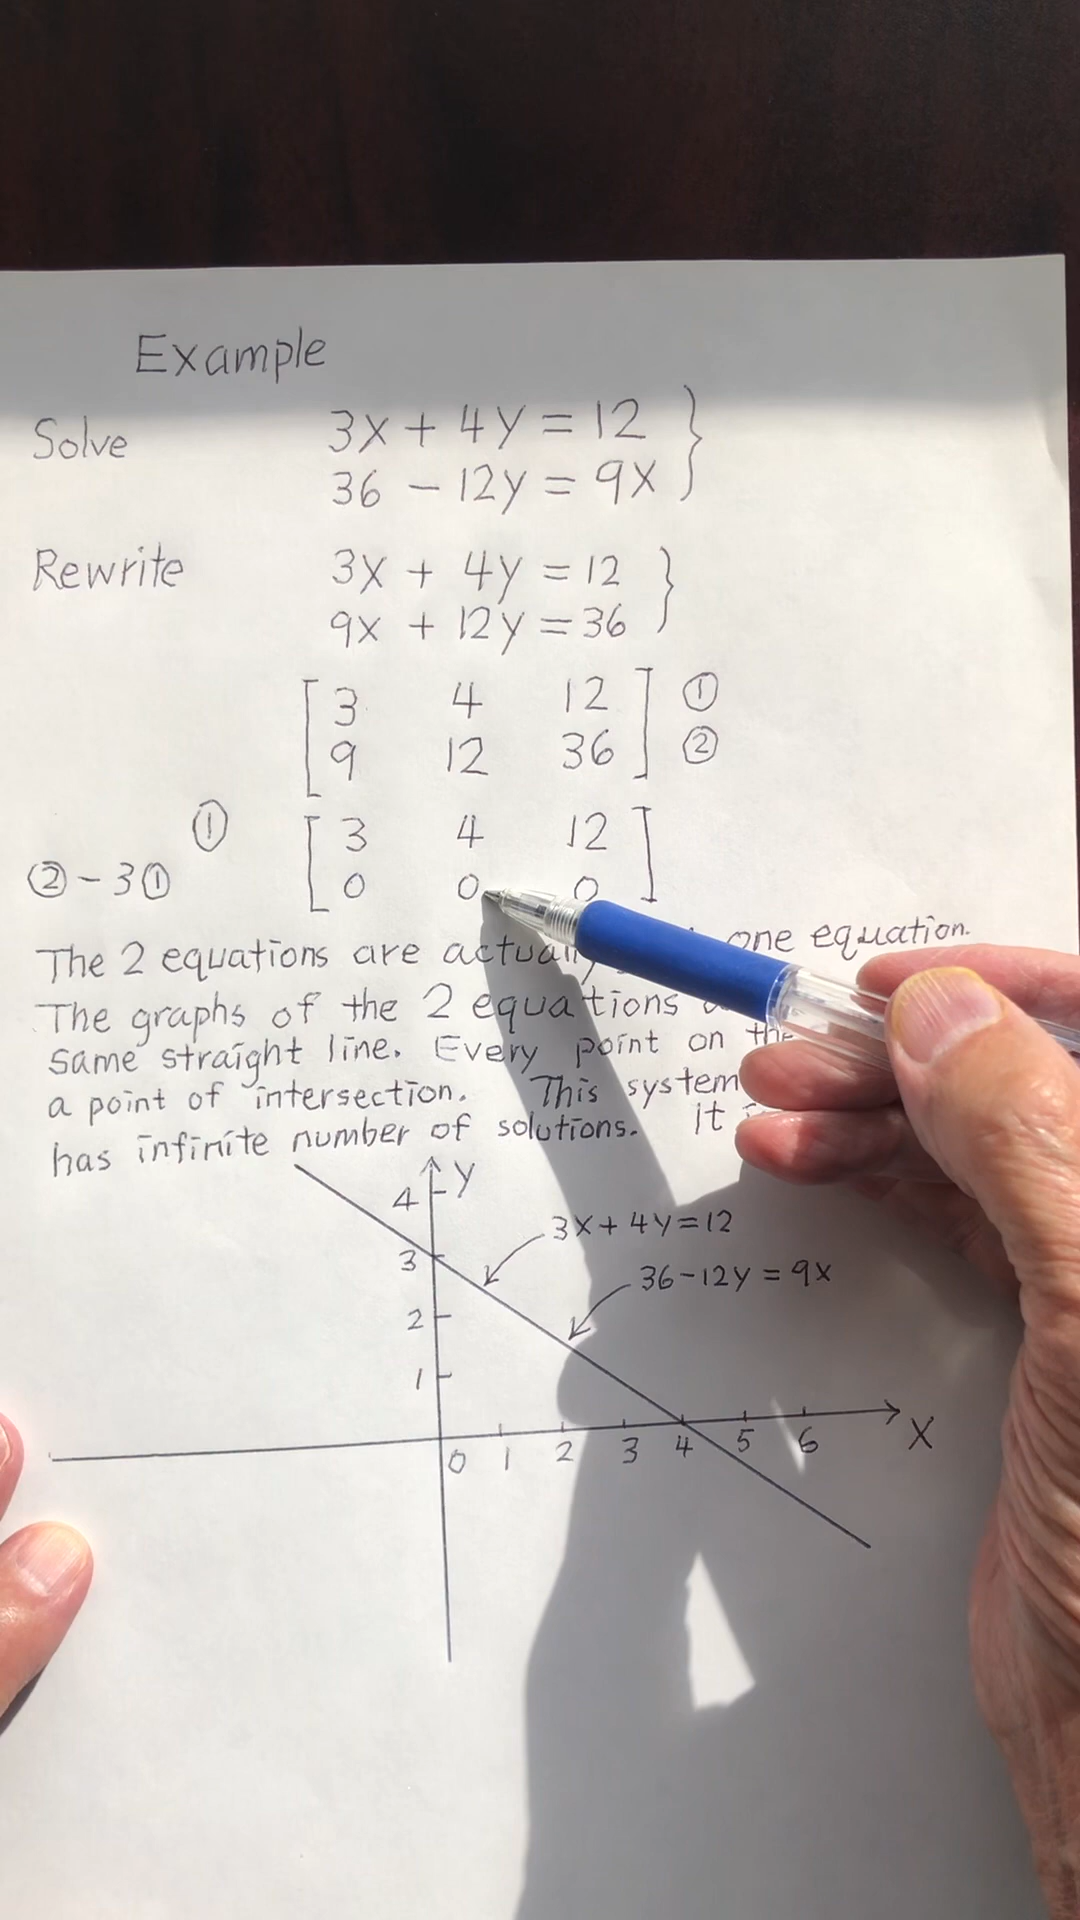 Example
Solve 3x + 4y = 12 }
36 - 12y = 9x
Rewrite 3x + 4y = 12 }
9x + 12y = 36
[ 3 4 12 ] ①
9 12 36 ②
① [ 3 4 12 ]
② - 3① 0 0 0
The 2 equations are one equation.
The graphs of the 2 equations
same straight line. Every point on
a point of intersection. This system
has infinite number of solutions. It
Y
4
3x + 4y = 12
3
36 - 12y = 9x
2
1
X
0 1 2 3 4 5 6